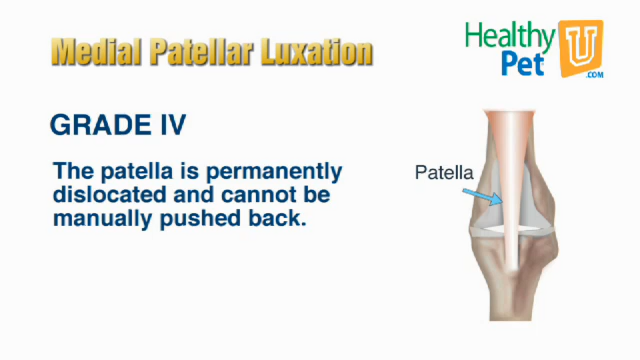 Medial Patellar Luxation
Healthy
Pet
U
.COM
GRADE IV
The patella is permanently
dislocated and cannot be
manually pushed back.
Patella